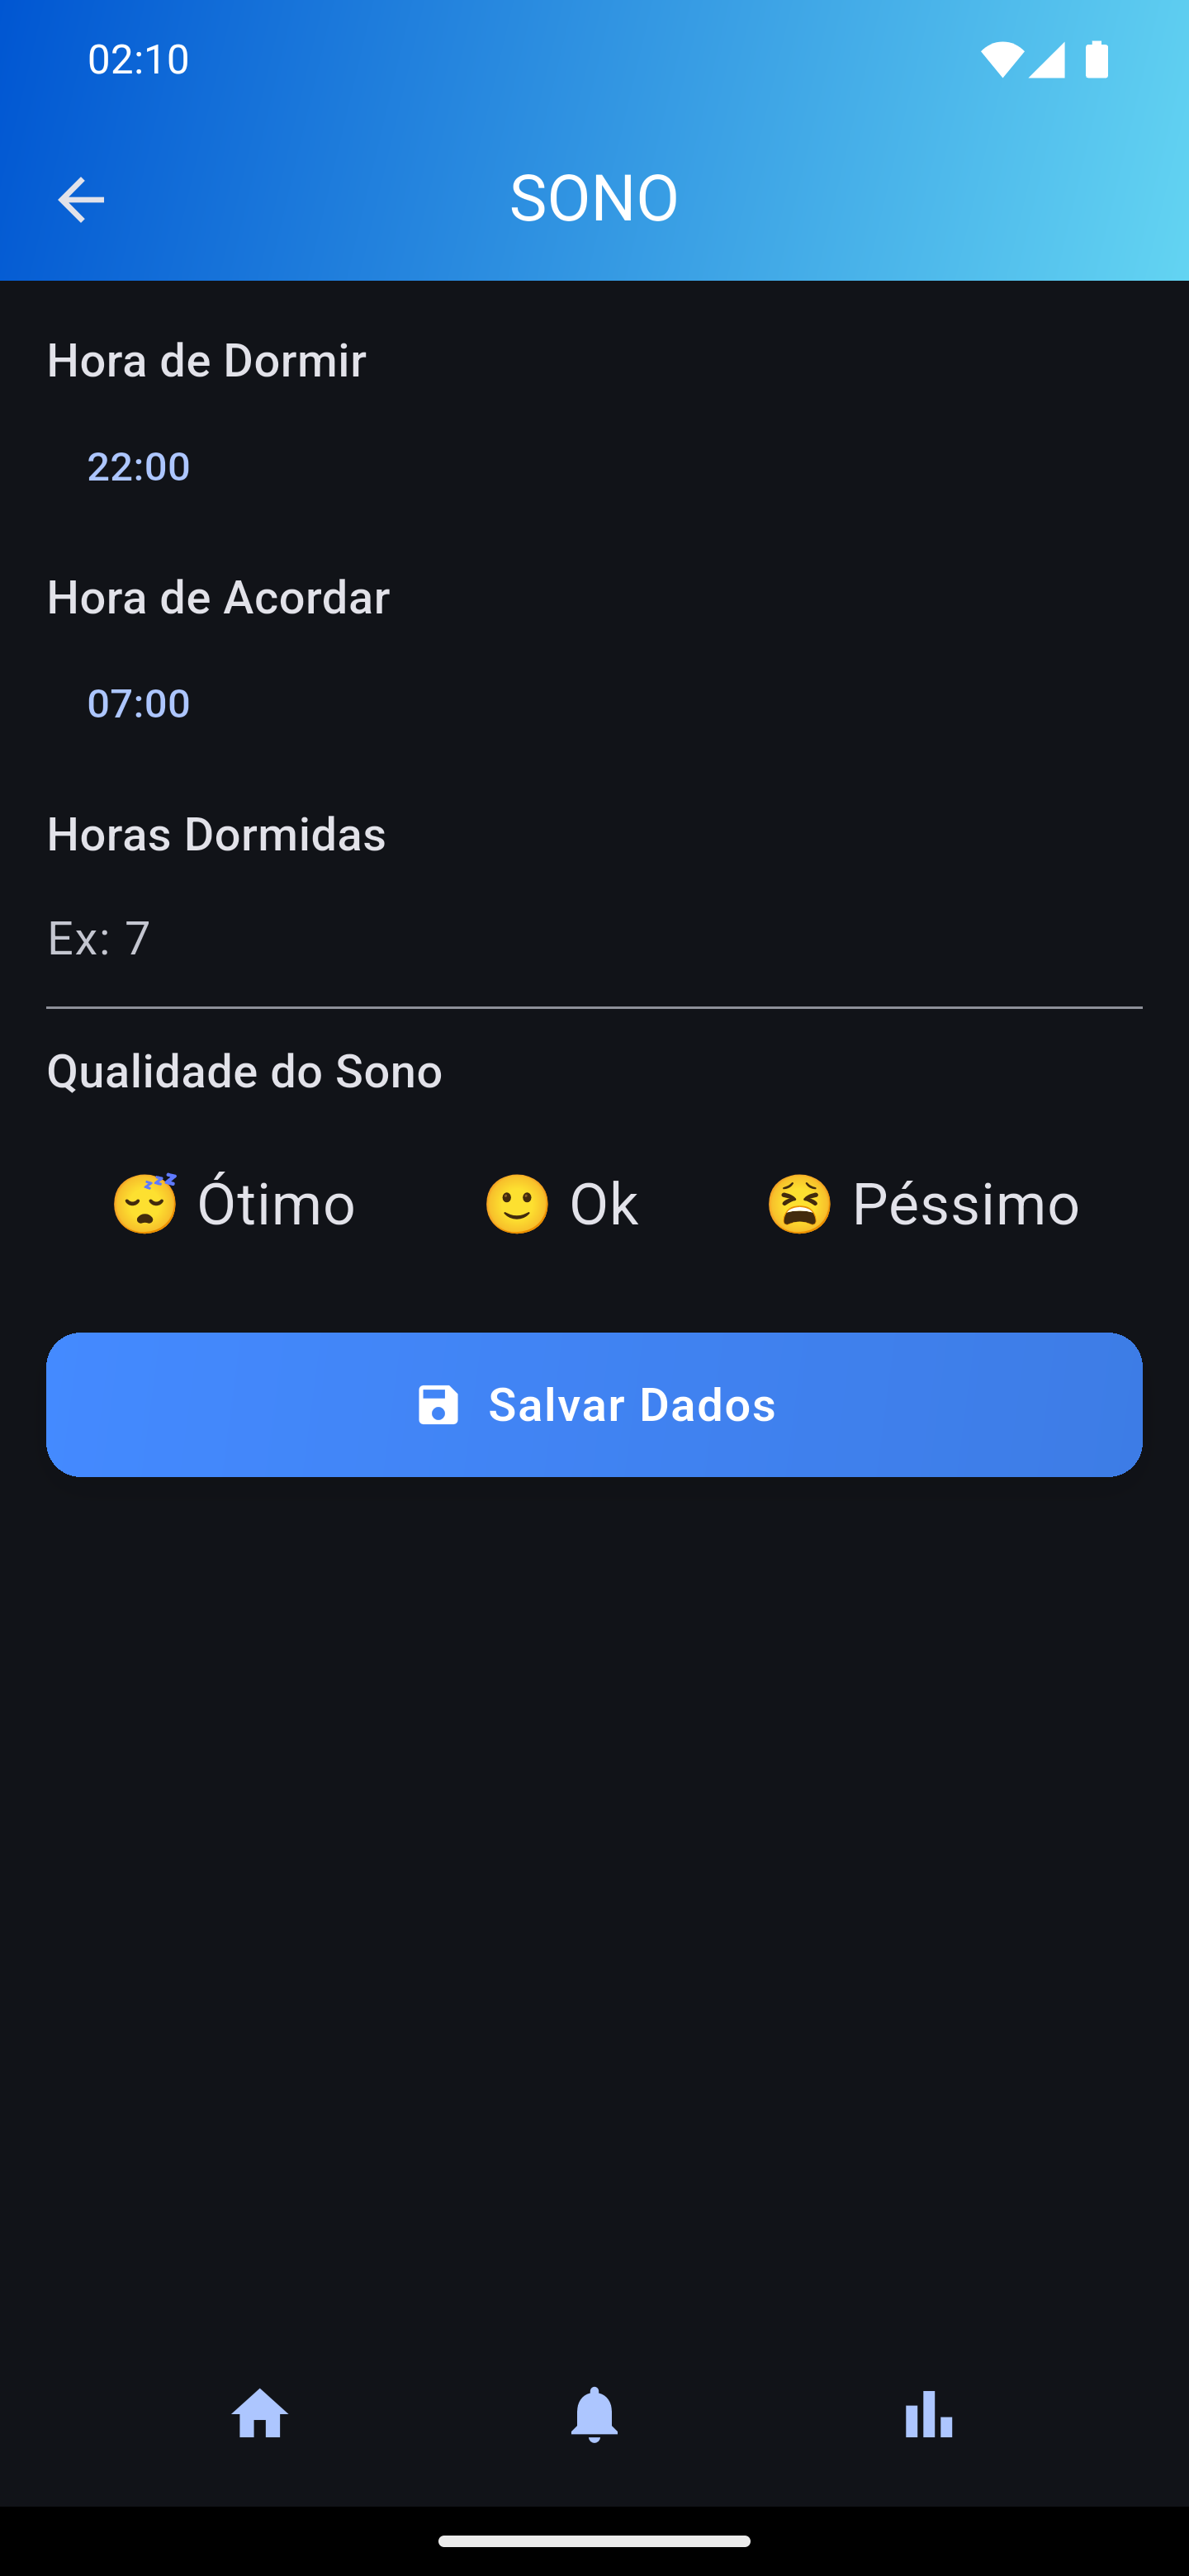 02:10
SONO
Hora de Dormir
22:00
Hora de Acordar
07:00
Horas Dormidas
Ex: 7
Qualidade do Sono
😴 Ótimo 🙂 Ok 😫 Péssimo
Salvar Dados